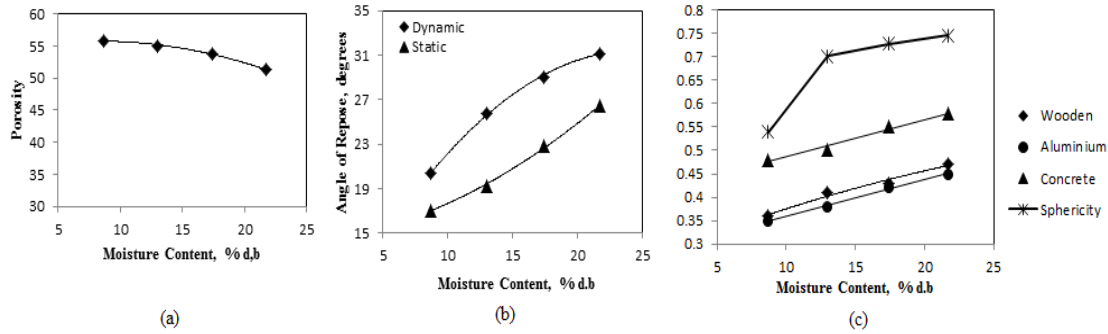 60
55
50
45
40
35
30
Porosity
5
10
15
20
25
Moisture Content, % d,b
(a)
Dynamic
Static
35
31
27
23
19
15
Angle of Repose, degrees
5
10
15
20
25
Moisture Content, % d.b
(b)
0.8
0.75
0.7
0.65
0.6
0.55
0.5
0.45
0.4
0.35
0.3
5
10
15
20
25
Moisture Content, % d.b
(c)
Wooden
Aluminium
Concrete
Sphericity